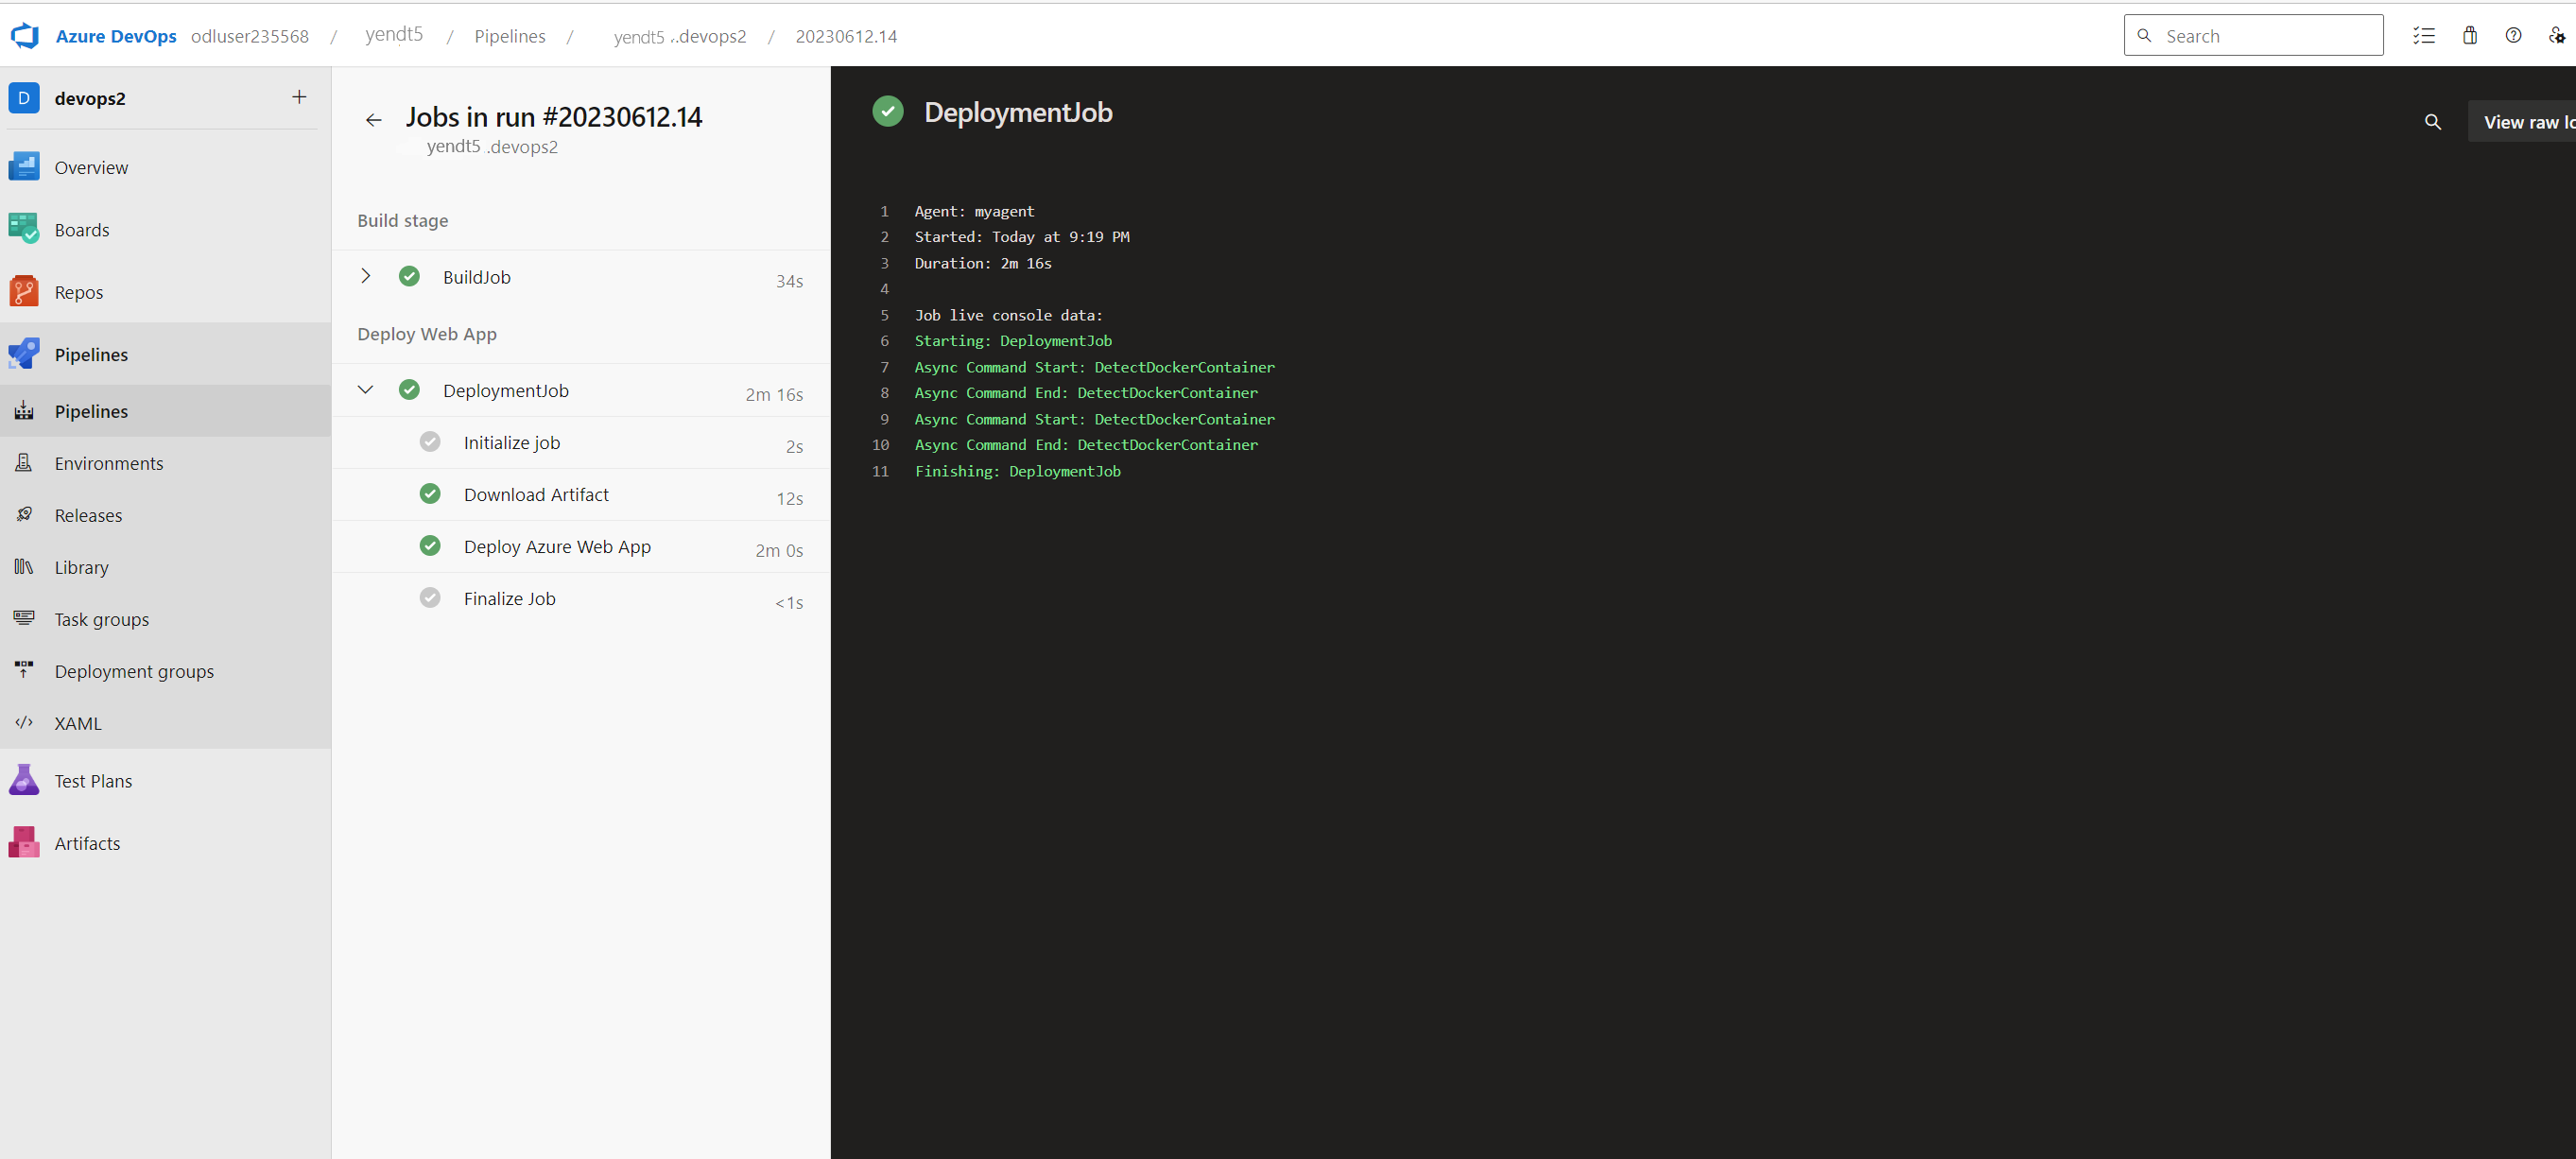 Azure DevOps odluser235568 / yendt5 / Pipelines / yendt5 .devops2 / 20230612.14
Search
D devops2 +
Overview
Boards
Repos
Pipelines
Pipelines
Environments
Releases
Library
Task groups
Deployment groups
XAML
Test Plans
Artifacts
Jobs in run #20230612.14
yendt5 .devops2
Build stage
BuildJob 34s
Deploy Web App
DeploymentJob 2m 16s
Initialize job 2s
Download Artifact 12s
Deploy Azure Web App 2m 0s
Finalize Job <1s
DeploymentJob
View raw lo
1 Agent: myagent
2 Started: Today at 9:19 PM
3 Duration: 2m 16s
4
5 Job live console data:
6 Starting: DeploymentJob
7 Async Command Start: DetectDockerContainer
8 Async Command End: DetectDockerContainer
9 Async Command Start: DetectDockerContainer
10 Async Command End: DetectDockerContainer
11 Finishing: DeploymentJob